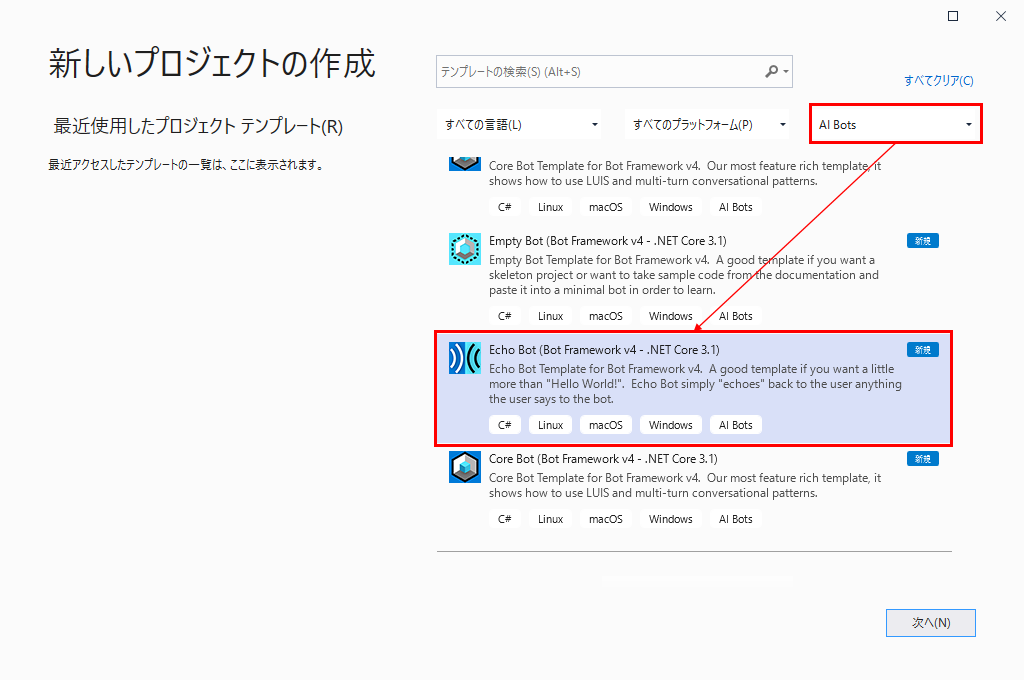 新しいプロジェクトの作成
テンプレートの検索(S) (Alt+S)
すべてクリア(C)
最近使用したプロジェクト テンプレート(R)
すべての言語(L)
すべてのプラットフォーム(P)
AI Bots
最近アクセスしたテンプレートの一覧は、ここに表示されます。
Core Bot Template for Bot Framework v4.  Our most feature rich template, it
shows how to use LUIS and multi-turn conversational patterns.
C# Linux macOS Windows AI Bots
Empty Bot (Bot Framework v4 - .NET Core 3.1) 新規
Empty Bot Template for Bot Framework v4.  A good template if you want a
skeleton project or want to take sample code from the documentation and
paste it into a minimal bot in order to learn.
C# Linux macOS Windows AI Bots
Echo Bot (Bot Framework v4 - .NET Core 3.1) 新規
Echo Bot Template for Bot Framework v4.  A good template if you want a little
more than "Hello World!".  Echo Bot simply "echoes" back to the user anything
the user says to the bot.
C# Linux macOS Windows AI Bots
Core Bot (Bot Framework v4 - .NET Core 3.1) 新規
Core Bot Template for Bot Framework v4.  Our most feature rich template, it
shows how to use LUIS and multi-turn conversational patterns.
C# Linux macOS Windows AI Bots
次へ(N)